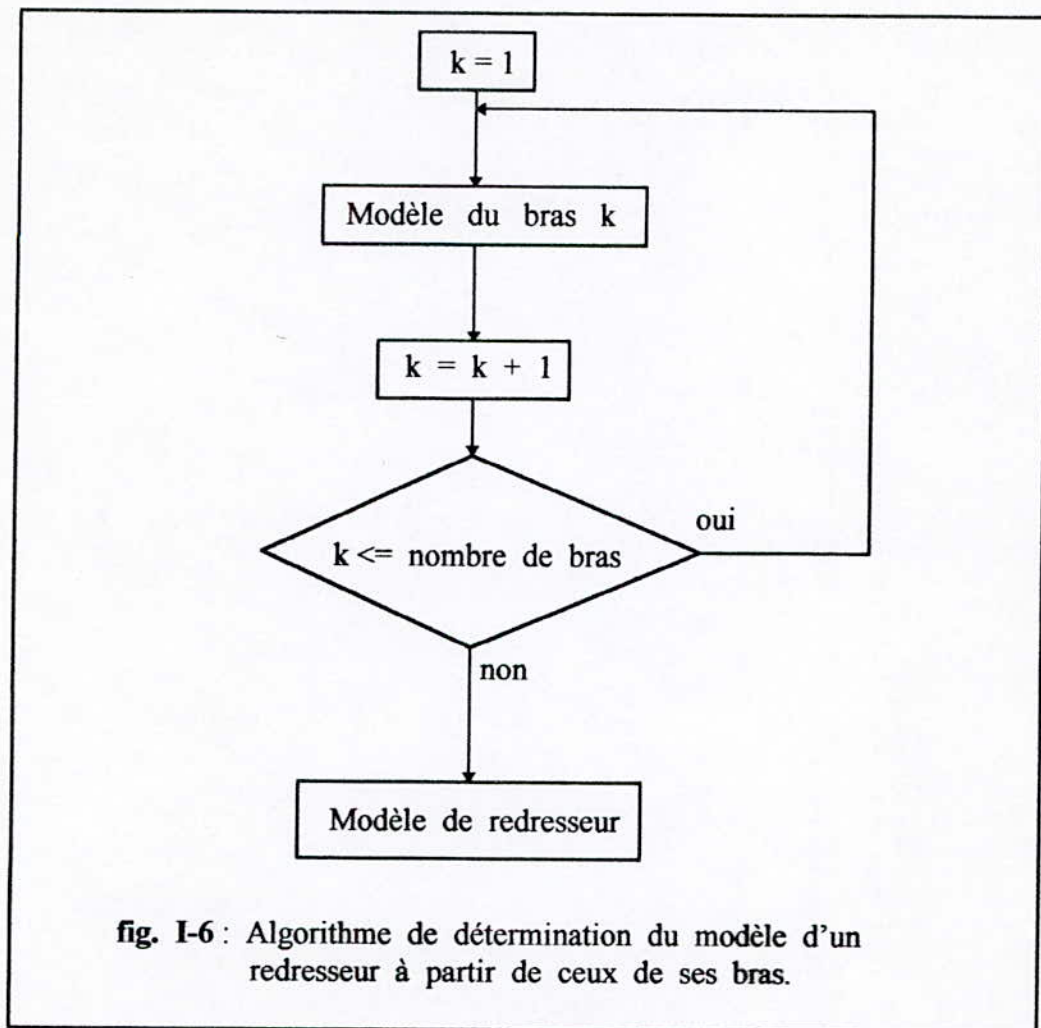 k = 1
Modèle du bras k
k = k + 1
k <= nombre de bras
oui
non
Modèle de redresseur
fig. I-6 : Algorithme de détermination du modèle d'un
redresseur à partir de ceux de ses bras.